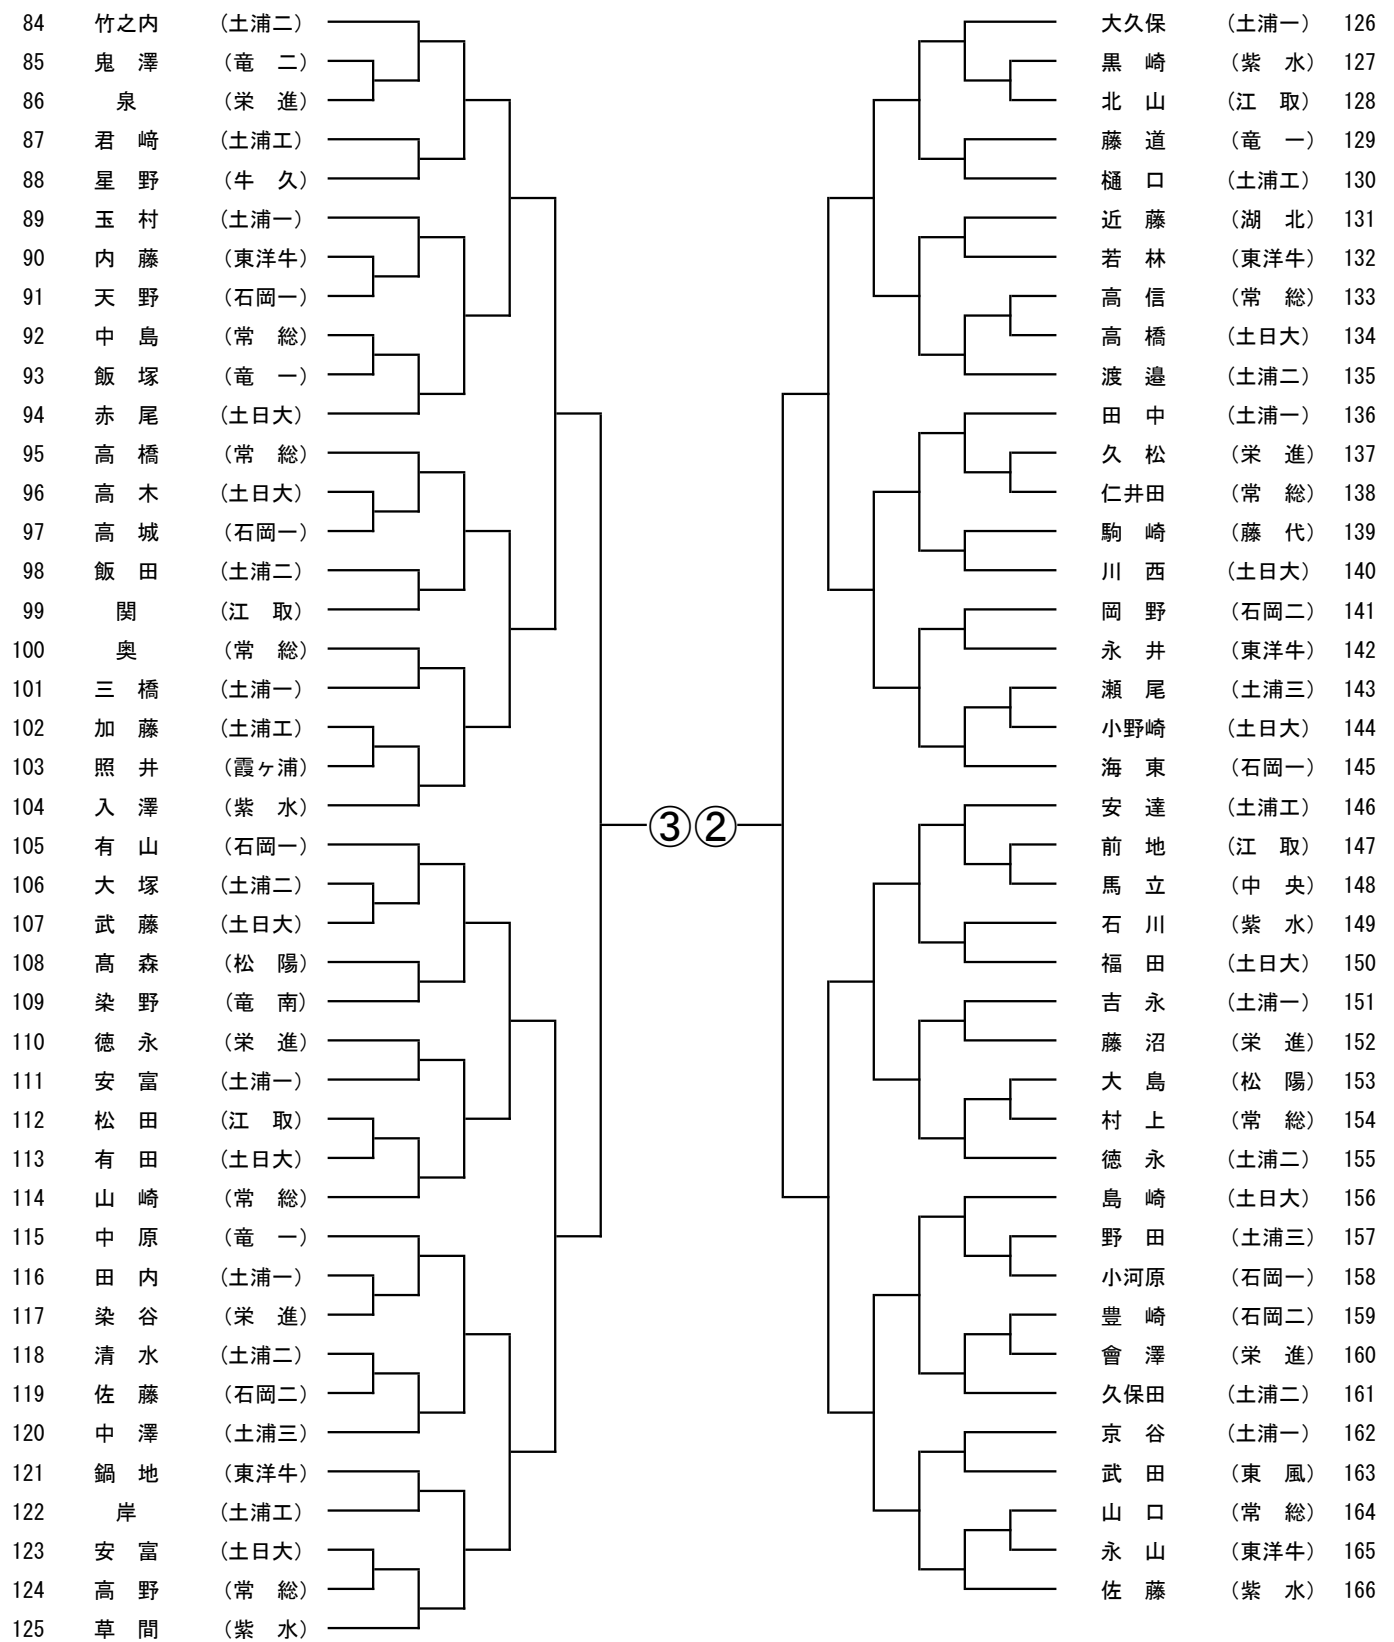 84 竹之内 （土浦二）
85 鬼 澤 （竜 二）
86 泉 （栄 進）
87 君 﨑 （土浦工）
88 星 野 （牛 久）
89 玉 村 （土浦一）
90 内 藤 （東洋牛）
91 天 野 （石岡一）
92 中 島 （常 総）
93 飯 塚 （竜 一）
94 赤 尾 （土日大）
95 高 橋 （常 総）
96 高 木 （土日大）
97 高 城 （石岡一）
98 飯 田 （土浦二）
99 関 （江 取）
100 奥 （常 総）
101 三 橋 （土浦一）
102 加 藤 （土浦工）
103 照 井 （霞ヶ浦）
104 入 澤 （紫 水）
105 有 山 （石岡一）
106 大 塚 （土浦二）
107 武 藤 （土日大）
108 髙 森 （松 陽）
109 染 野 （竜 南）
110 徳 永 （栄 進）
111 安 富 （土浦一）
112 松 田 （江 取）
113 有 田 （土日大）
114 山 崎 （常 総）
115 中 原 （竜 一）
116 田 内 （土浦一）
117 染 谷 （栄 進）
118 清 水 （土浦二）
119 佐 藤 （石岡二）
120 中 澤 （土浦三）
121 鍋 地 （東洋牛）
122 岸 （土浦工）
123 安 富 （土日大）
124 高 野 （常 総）
125 草 間 （紫 水）
③②
大久保 （土浦一） 126
黒 崎 （紫 水） 127
北 山 （江 取） 128
藤 道 （竜 一） 129
樋 口 （土浦工） 130
近 藤 （湖 北） 131
若 林 （東洋牛） 132
高 信 （常 総） 133
高 橋 （土日大） 134
渡 邉 （土浦二） 135
田 中 （土浦一） 136
久 松 （栄 進） 137
仁井田 （常 総） 138
駒 崎 （藤 代） 139
川 西 （土日大） 140
岡 野 （石岡二） 141
永 井 （東洋牛） 142
瀬 尾 （土浦三） 143
小野崎 （土日大） 144
海 東 （石岡一） 145
安 達 （土浦工） 146
前 地 （江 取） 147
馬 立 （中 央） 148
石 川 （紫 水） 149
福 田 （土日大） 150
吉 永 （土浦一） 151
藤 沼 （栄 進） 152
大 島 （松 陽） 153
村 上 （常 総） 154
徳 永 （土浦二） 155
島 崎 （土日大） 156
野 田 （土浦三） 157
小河原 （石岡一） 158
豊 崎 （石岡二） 159
會 澤 （栄 進） 160
久保田 （土浦二） 161
京 谷 （土浦一） 162
武 田 （東 風） 163
山 口 （常 総） 164
永 山 （東洋牛） 165
佐 藤 （紫 水） 166